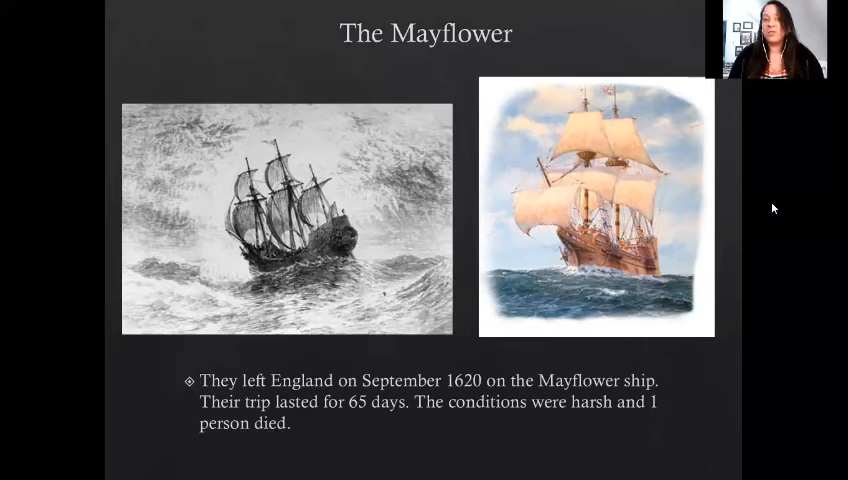 The Mayflower
They left England on September 1620 on the Mayflower ship.
Their trip lasted for 65 days. The conditions were harsh and 1
person died.